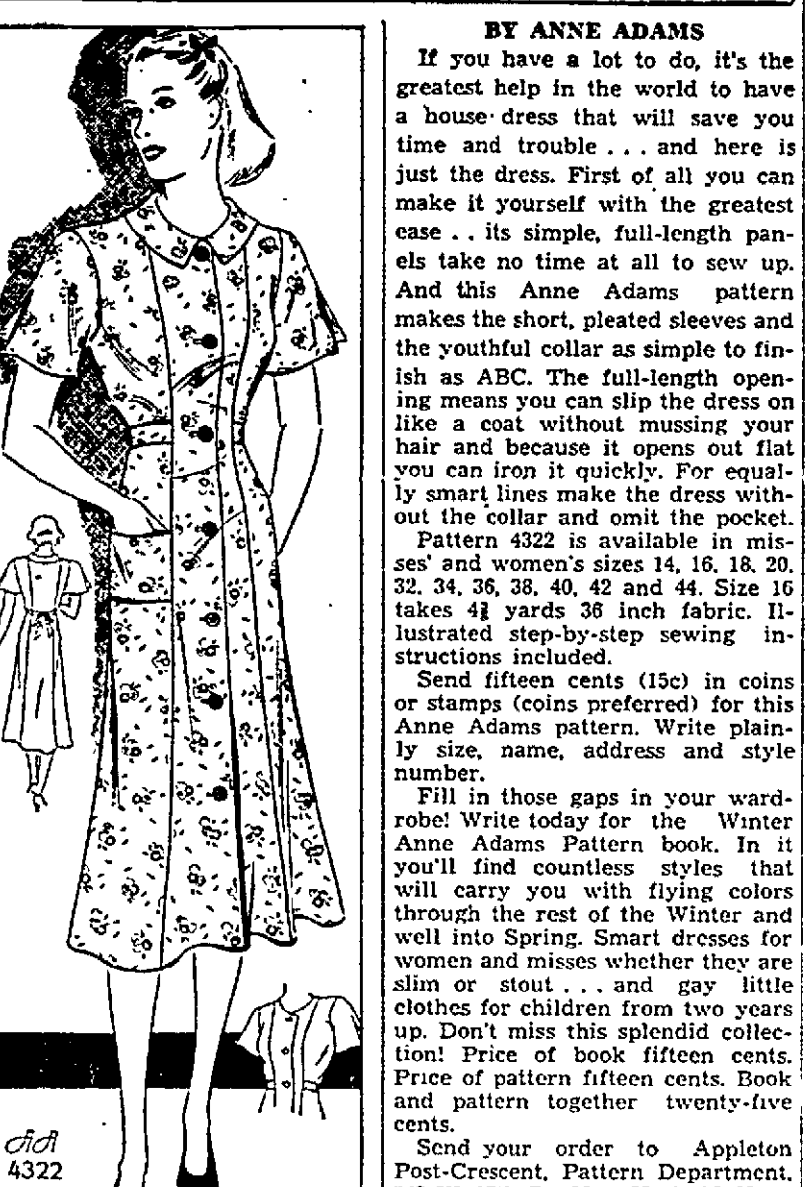 BY ANNE ADAMS
If you have a lot to do, it's the
greatest help in the world to have
a house dress that will save you
time and trouble . . . and here is
just the dress. First of all you can
make it yourself with the greatest
ease . . its simple, full-length pan-
els take no time at all to sew up.
And this Anne Adams pattern
makes the short, pleated sleeves and
the youthful collar as simple to fin-
ish as ABC. The full-length open-
ing means you can slip the dress on
like a coat without mussing your
hair and because it opens out flat
you can iron it quickly. For equal-
ly smart lines make the dress with-
out the collar and omit the pocket.
Pattern 4322 is available in mis-
ses' and women's sizes 14, 16, 18, 20,
32, 34, 36, 38, 40, 42 and 44. Size 16
takes yards 36 inch fabric. Il-
lustrated step-by-step sewing in-
structions included.
Send fifteen cents (15c) in coins
or stamps (coins preferred) for this
Anne Adams pattern. Write plain-
ly size, name, address and style
number.
Fill in those gaps in your ward-
robe! Write today for the Winter
Anne Adams Pattern book. In it
you'll find countless styles that
will carry you with flying colors
through the rest of the Winter and
well into Spring. Smart dresses for
women and misses whether they are
slim or stout . . . and gay little
clothes for children from two years
up. Don't miss this splendid collec-
tion! Price of book fifteen cents.
Price of pattern fifteen cents. Book
and pattern together twenty-five
cents.
Send your order to Appleton
Post-Crescent, Pattern Department,
AA
4322